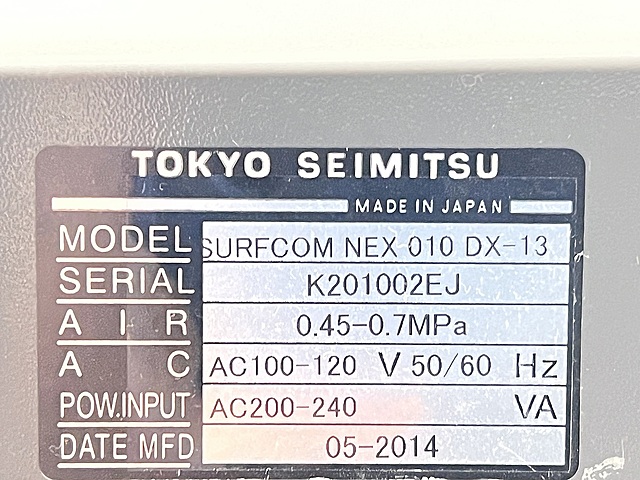 TOKYO SEIMITSU
MADE IN JAPAN
MODEL SURFCOM NEX 010 DX-13
SERIAL K201002EJ
AIR 0.45-0.7MPa
AC AC100-120 V 50/60 Hz
POW.INPUT AC200-240 VA
DATE MFD 05-2014